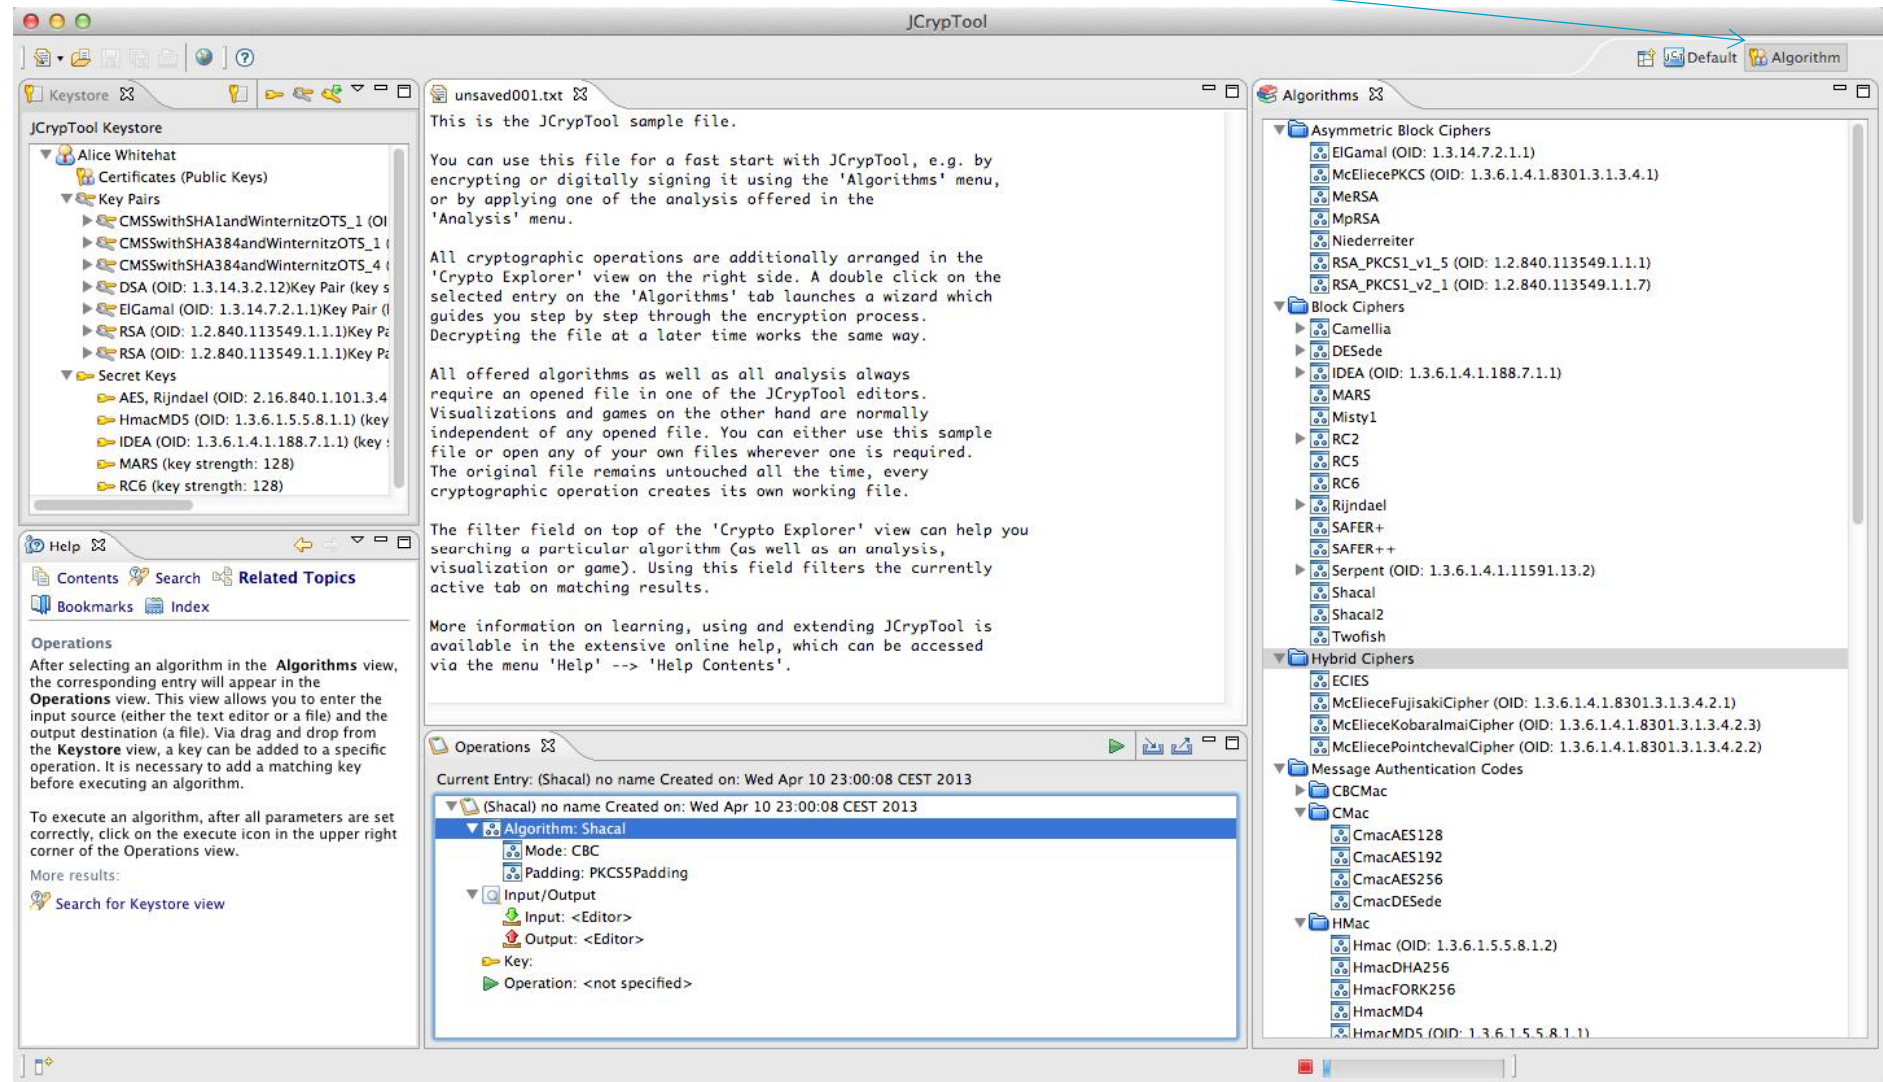 JCrypTool
Default Algorithm
Keystore
JCrypTool Keystore
Alice Whitehat
Certificates (Public Keys)
Key Pairs
CMSSwithSHA1andWinternitzOTS_1 (OI
CMSSwithSHA384andWinternitzOTS_1 (
CMSSwithSHA384andWinternitzOTS_4 (
DSA (OID: 1.3.14.3.2.12)Key Pair (key s
ElGamal (OID: 1.3.14.7.2.1.1)Key Pair (
RSA (OID: 1.2.840.113549.1.1.1)Key Pa
RSA (OID: 1.2.840.113549.1.1.1)Key Pa
Secret Keys
AES, Rijndael (OID: 2.16.840.1.101.3.4
HmacMD5 (OID: 1.3.6.1.5.5.8.1.1) (key
IDEA (OID: 1.3.6.1.4.1.188.7.1.1) (key
MARS (key strength: 128)
RC6 (key strength: 128)
Help
Contents Search Related Topics
Bookmarks Index
Operations
After selecting an algorithm in the Algorithms view,
the corresponding entry will appear in the
Operations view. This view allows you to enter the
input source (either the text editor or a file) and the
output destination (a file). Via drag and drop from
the Keystore view, a key can be added to a specific
operation. It is necessary to add a matching key
before executing an algorithm.
To execute an algorithm, after all parameters are set
correctly, click on the execute icon in the upper right
corner of the Operations view.
More results:
Search for Keystore view
unsaved001.txt
This is the JCrypTool sample file.
You can use this file for a fast start with JCrypTool, e.g. by
encrypting or digitally signing it using the 'Algorithms' menu,
or by applying one of the analysis offered in the
'Analysis' menu.
All cryptographic operations are additionally arranged in the
'Crypto Explorer' view on the right side. A double click on the
selected entry on the 'Algorithms' tab launches a wizard which
guides you step by step through the encryption process.
Decrypting the file at a later time works the same way.
All offered algorithms as well as all analysis always
require an opened file in one of the JCrypTool editors.
Visualizations and games on the other hand are normally
independent of any opened file. You can either use this sample
file or open any of your own files wherever one is required.
The original file remains untouched all the time, every
cryptographic operation creates its own working file.
The filter field on top of the 'Crypto Explorer' view can help you
searching a particular algorithm (as well as an analysis,
visualization or game). Using this field filters the currently
active tab on matching results.
More information on learning, using and extending JCrypTool is
available in the extensive online help, which can be accessed
via the menu 'Help' --> 'Help Contents'.
Operations
Current Entry: (Shacal) no name Created on: Wed Apr 10 23:00:08 CEST 2013
(Shacal) no name Created on: Wed Apr 10 23:00:08 CEST 2013
Algorithm: Shacal
Mode: CBC
Padding: PKCS5Padding
Input/Output
Input: <Editor>
Output: <Editor>
Key:
Operation: <not specified>
Algorithms
Asymmetric Block Ciphers
ElGamal (OID: 1.3.14.7.2.1.1)
McEliecePKCS (OID: 1.3.6.1.4.1.8301.3.1.3.4.1)
MeRSA
MpRSA
Niederreiter
RSA_PKCS1_v1_5 (OID: 1.2.840.113549.1.1.1)
RSA_PKCS1_v2_1 (OID: 1.2.840.113549.1.1.7)
Block Ciphers
Camellia
DESede
IDEA (OID: 1.3.6.1.4.1.188.7.1.1)
MARS
Misty1
RC2
RC5
RC6
Rijndael
SAFER+
SAFER++
Serpent (OID: 1.3.6.1.4.1.11591.13.2)
Shacal
Shacal2
Twofish
Hybrid Ciphers
ECIES
McElieceFujisakiCipher (OID: 1.3.6.1.4.1.8301.3.1.3.4.2.1)
McElieceKobaraImaiCipher (OID: 1.3.6.1.4.1.8301.3.1.3.4.2.3)
McEliecePointchevalCipher (OID: 1.3.6.1.4.1.8301.3.1.3.4.2.2)
Message Authentication Codes
CBCMac
CMac
CmacAES128
CmacAES192
CmacAES256
CmacDESede
HMac
Hmac (OID: 1.3.6.1.5.5.8.1.2)
HmacDHA256
HmacFORK256
HmacMD4
HmacMD5 (OID: 1.3.6.1.5.5.8.1.1)